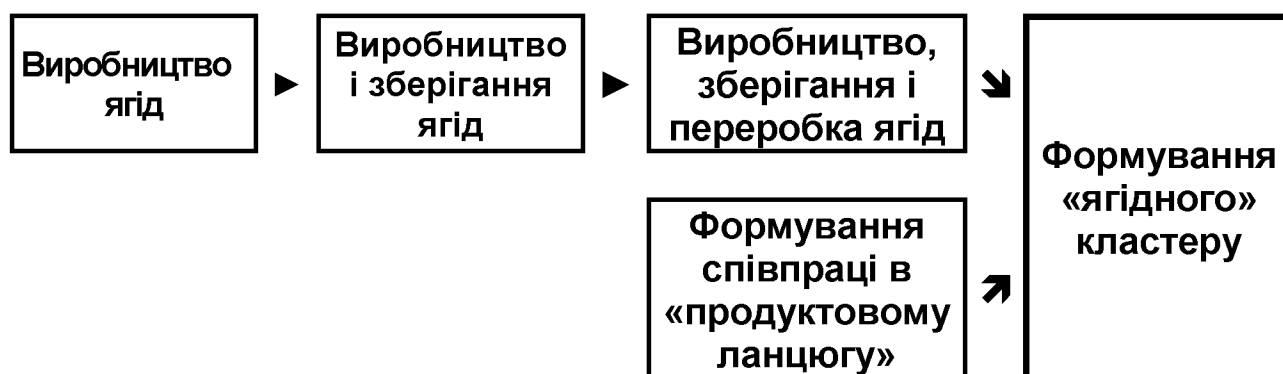 Виробництво
ягід
Виробництво
і зберігання
ягід
Виробництво,
зберігання і
переробка ягід
Формування
співпраці в
«продуктовому
ланцюгу»
Формування
«ягідного»
кластеру